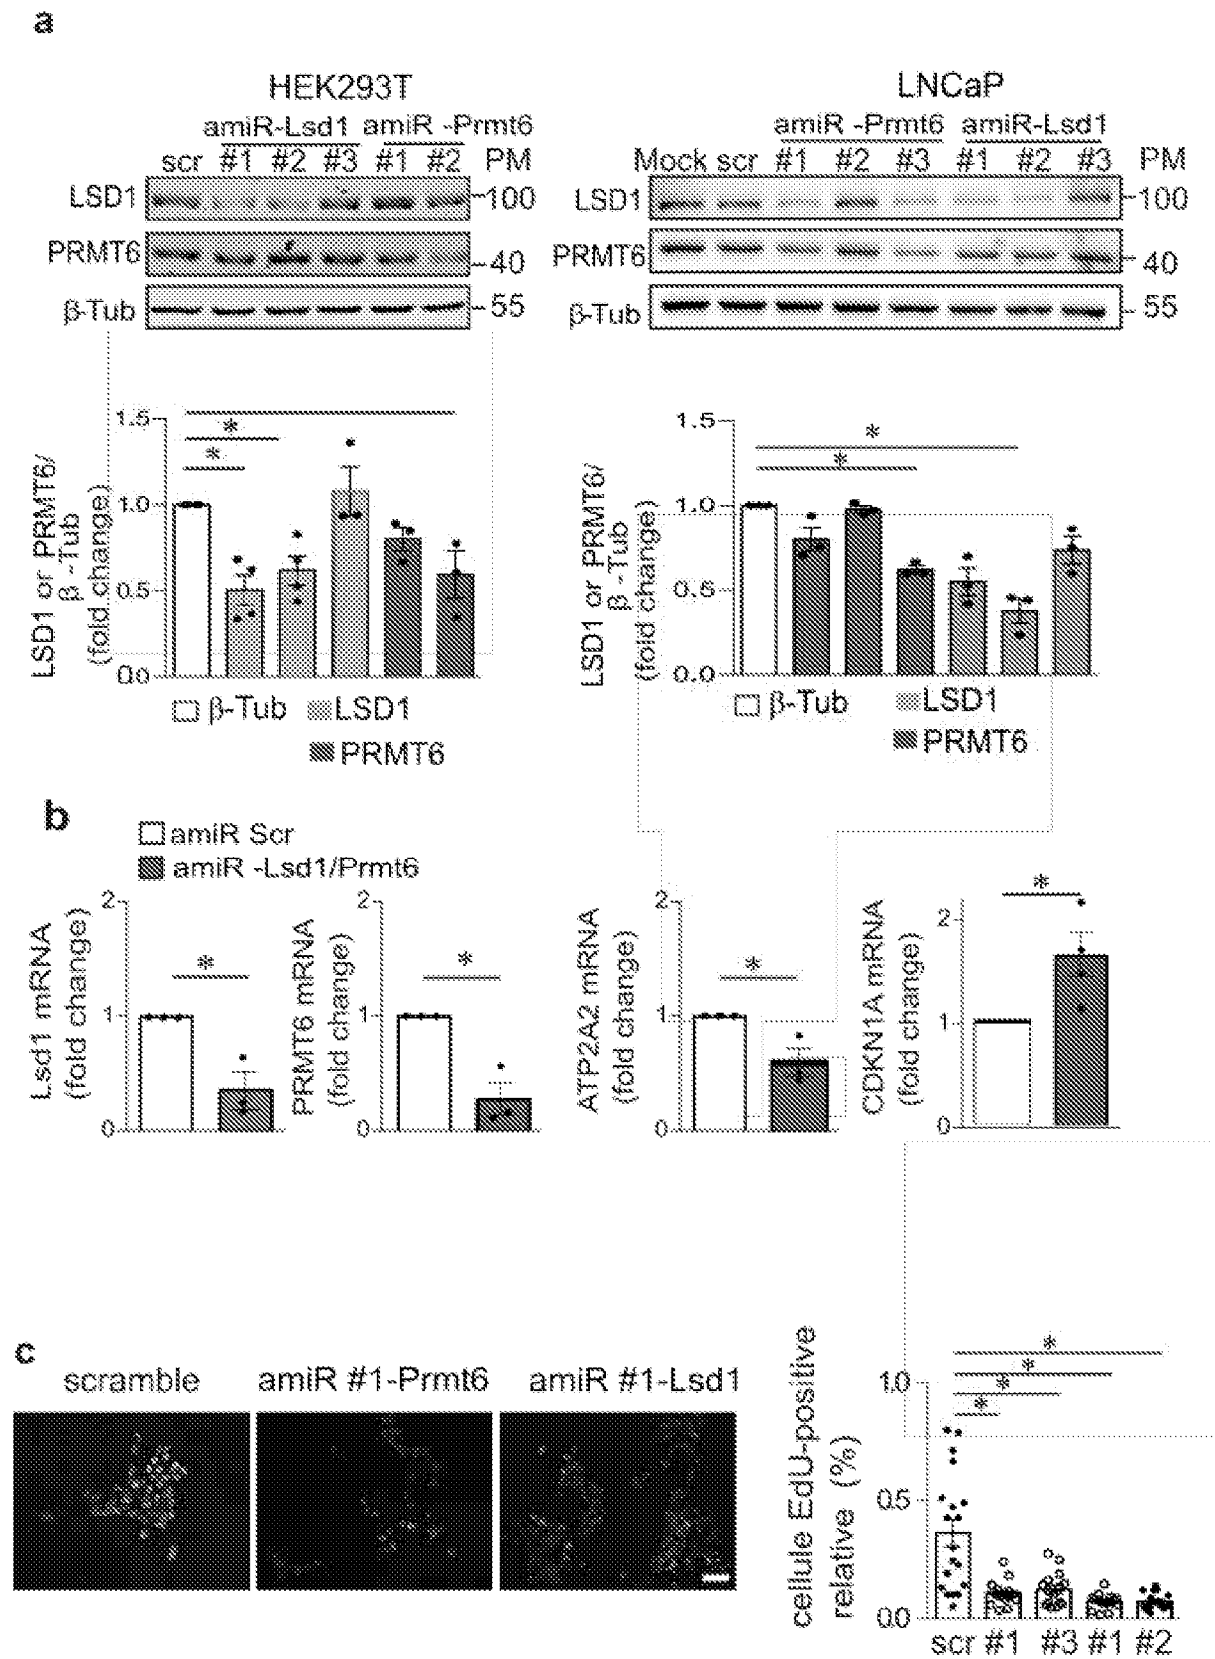 a
HEK293T
amiR-Lsd1 amiR -Prmt6
scr #1 #2 #3 #1 #2 PM
LSD1 100
PRMT6 40
β-Tub 55
LNCaP
amiR -Prmt6 amiR-Lsd1
Mock scr #1 #2 #3 #1 #2 #3 PM
LSD1 100
PRMT6 40
β-Tub 55
LSD1 or PRMT6/
β -Tub
(fold change)
1.5
1.0
0.5
0.0
*
*
β-Tub LSD1
PRMT6
LSD1 or PRMT6/
β -Tub
(fold change)
1.5
1.0
0.5
0.0
*
*
β-Tub LSD1
PRMT6
b
amiR Scr
amiR -Lsd1/Prmt6
Lsd1 mRNA
(fold change)
2
1
0
*
PRMT6 mRNA
(fold change)
2
1
0
*
ATP2A2 mRNA
(fold change)
2
1
0
*
CDKN1A mRNA
(fold change)
2
1
0
*
c
scramble amiR #1-Prmt6 amiR #1-Lsd1
cellule EdU-positive
relative (%)
1.0
0.5
0.0
*
*
*
*
scr #1 #3 #1 #2